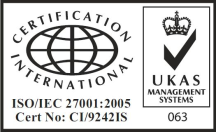 CERTIFICATION
INTERNATIONAL
ISO/IEC 27001:2005
Cert No: CI/9242IS
UKAS
MANAGEMENT
SYSTEMS
063